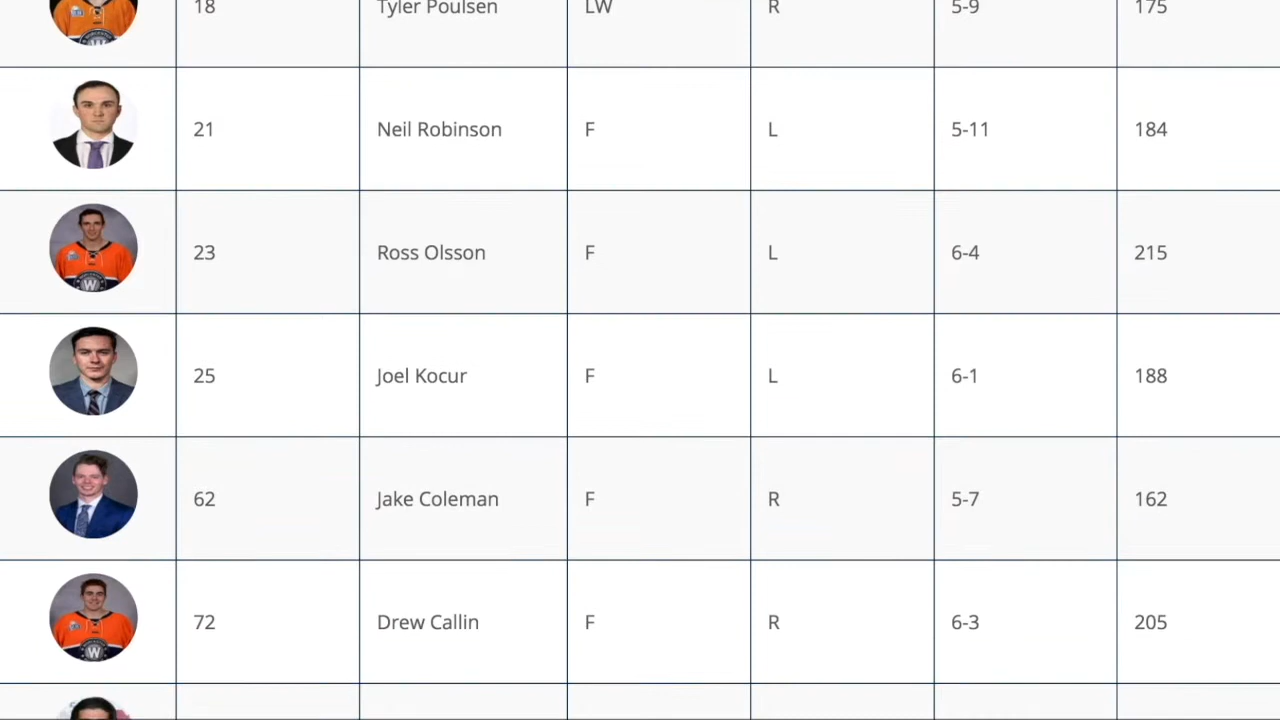 18 Tyler Poulsen LW R 5-9 175
21 Neil Robinson F L 5-11 184
23 Ross Olsson F L 6-4 215
25 Joel Kocur F L 6-1 188
62 Jake Coleman F R 5-7 162
72 Drew Callin F R 6-3 205